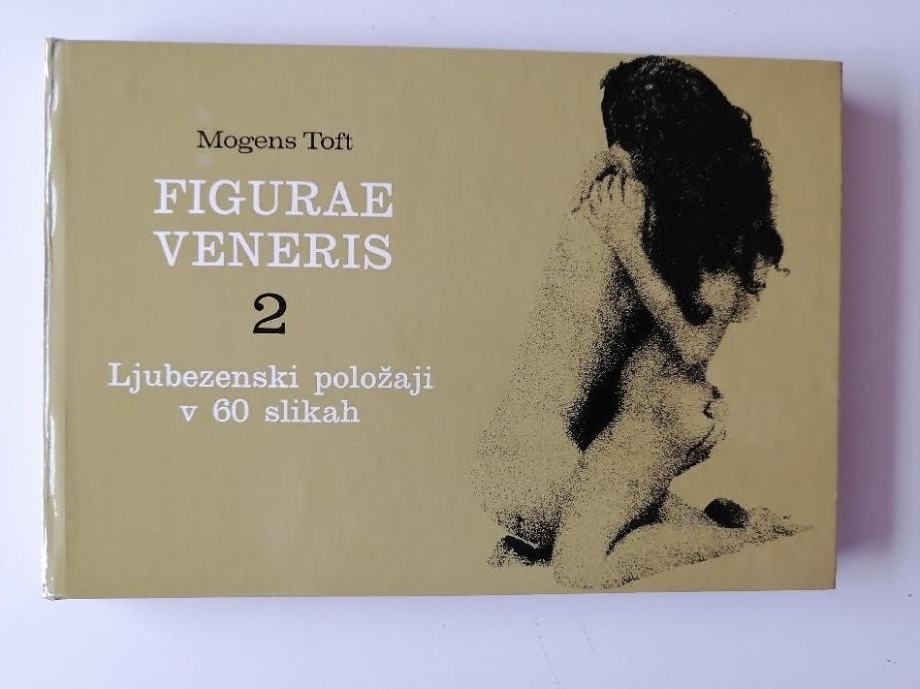 Mogens Toft
FIGURAE
VENERIS
2
Ljubezenski položaji
v 60 slikah